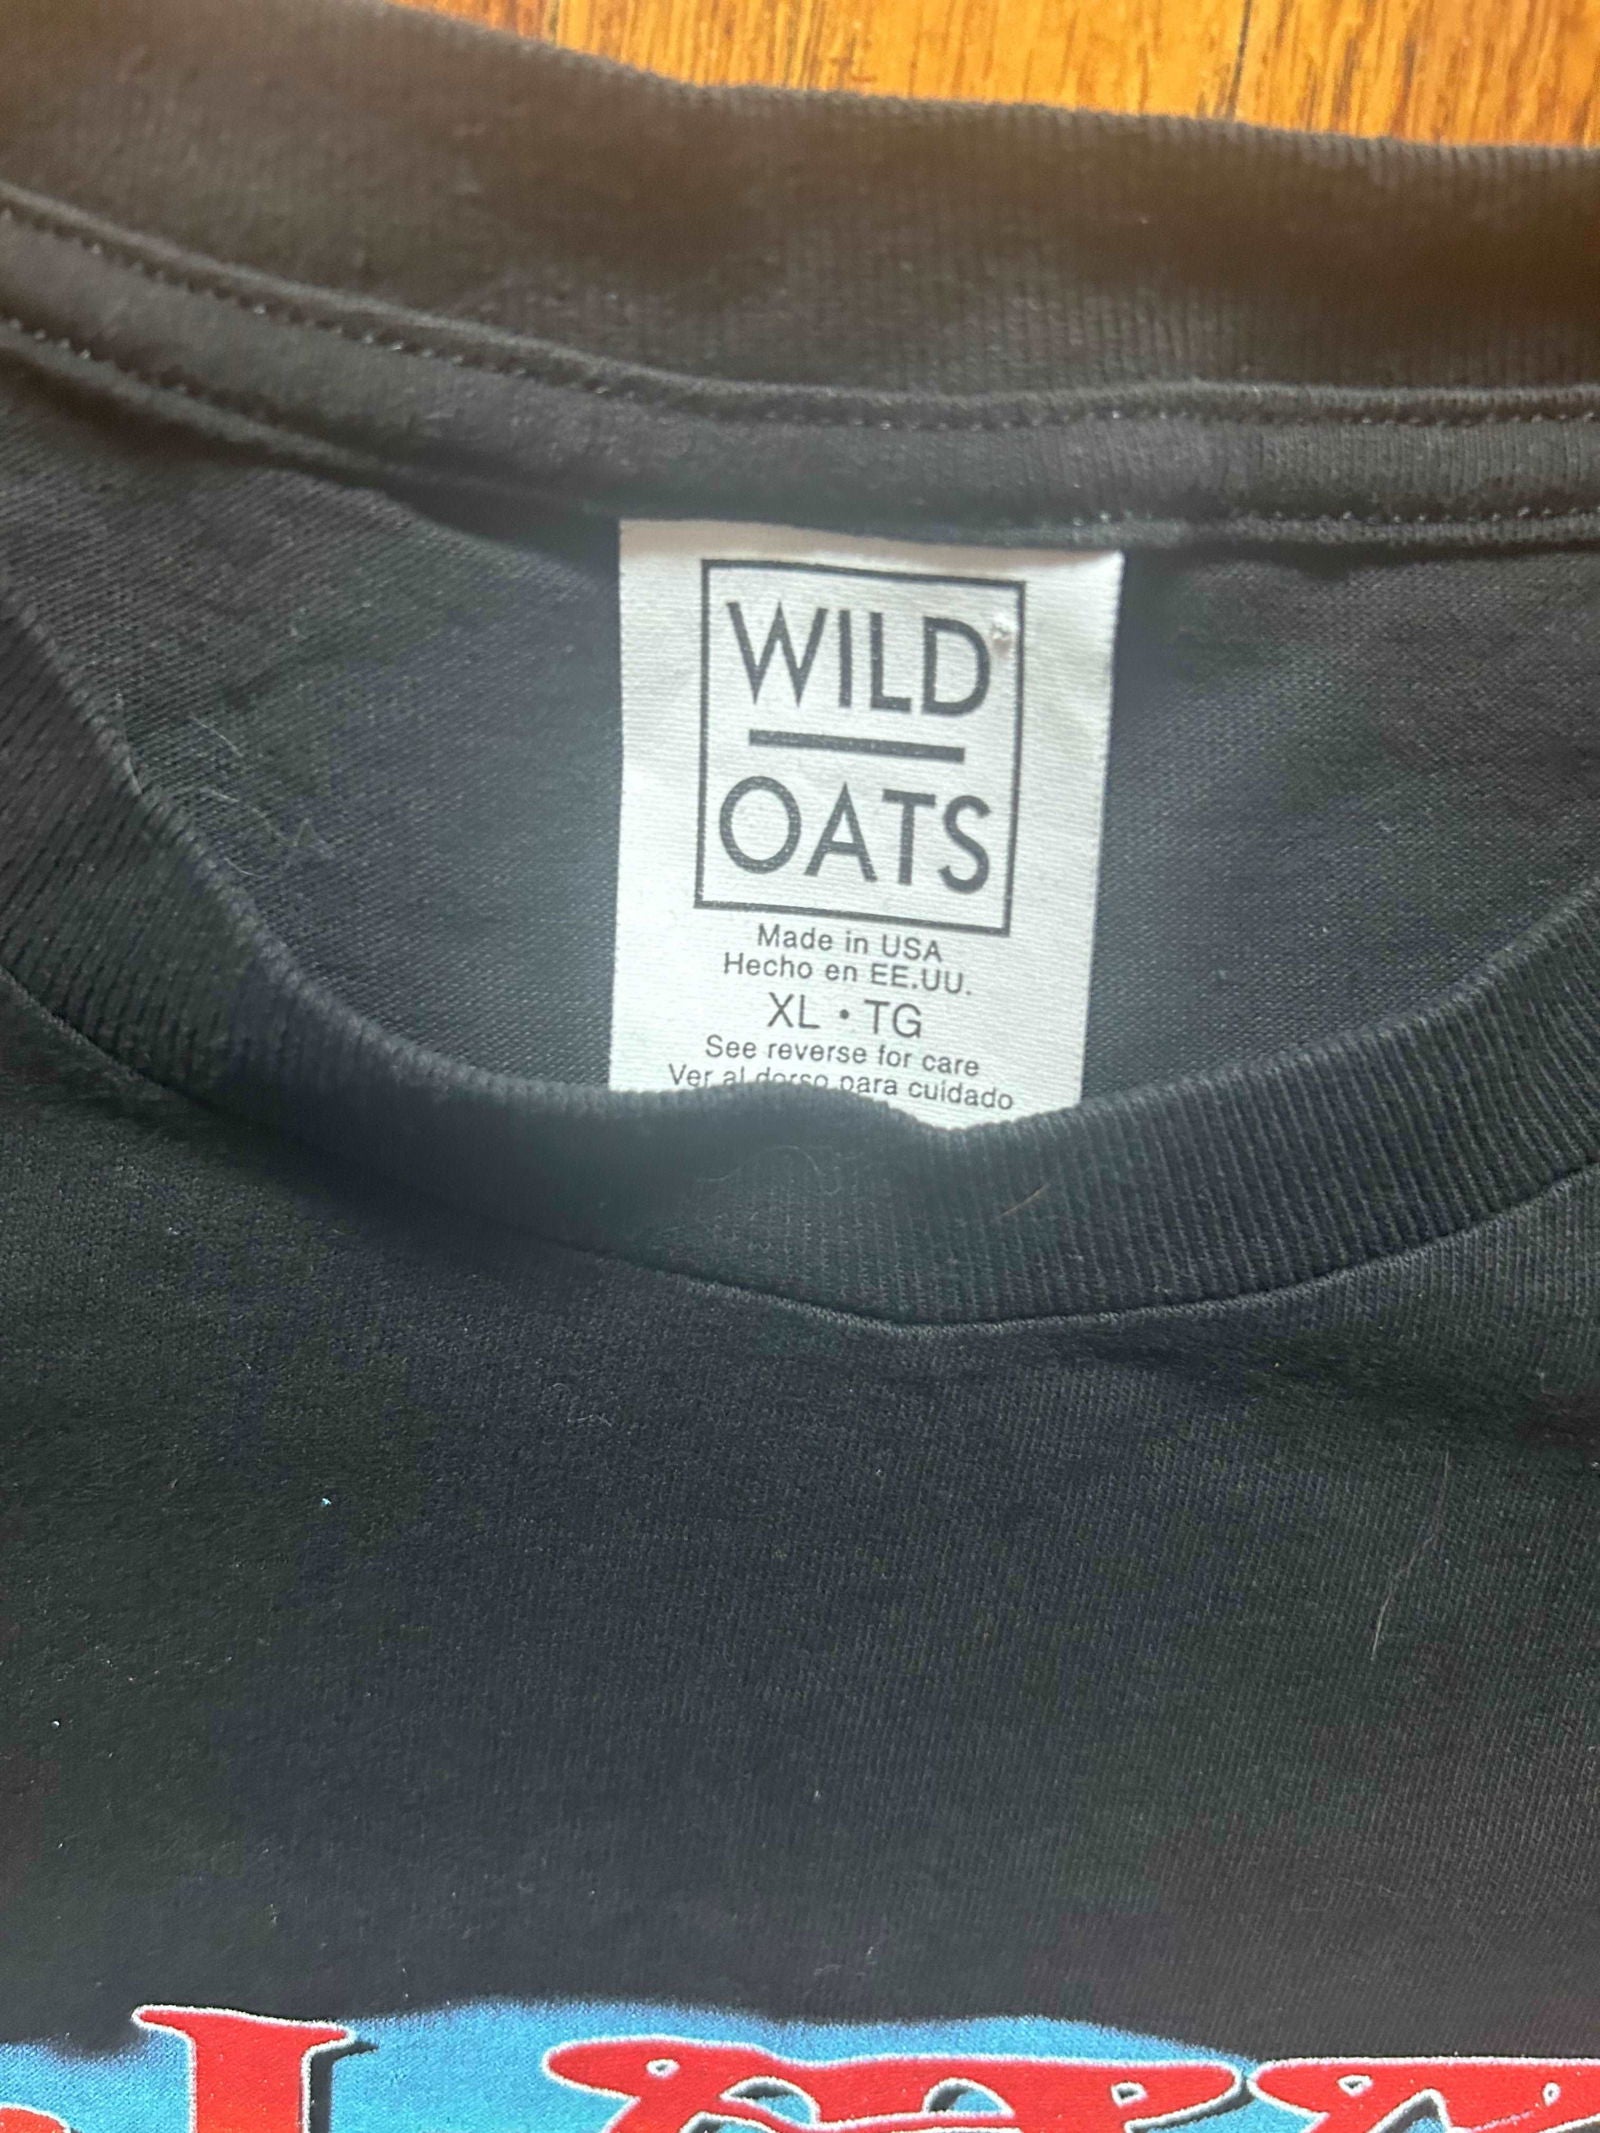 WILD
OATS
Made in USA
Hecho en EE.UU.
XL • TG
See reverse for care
Ver al dorso para cuidado